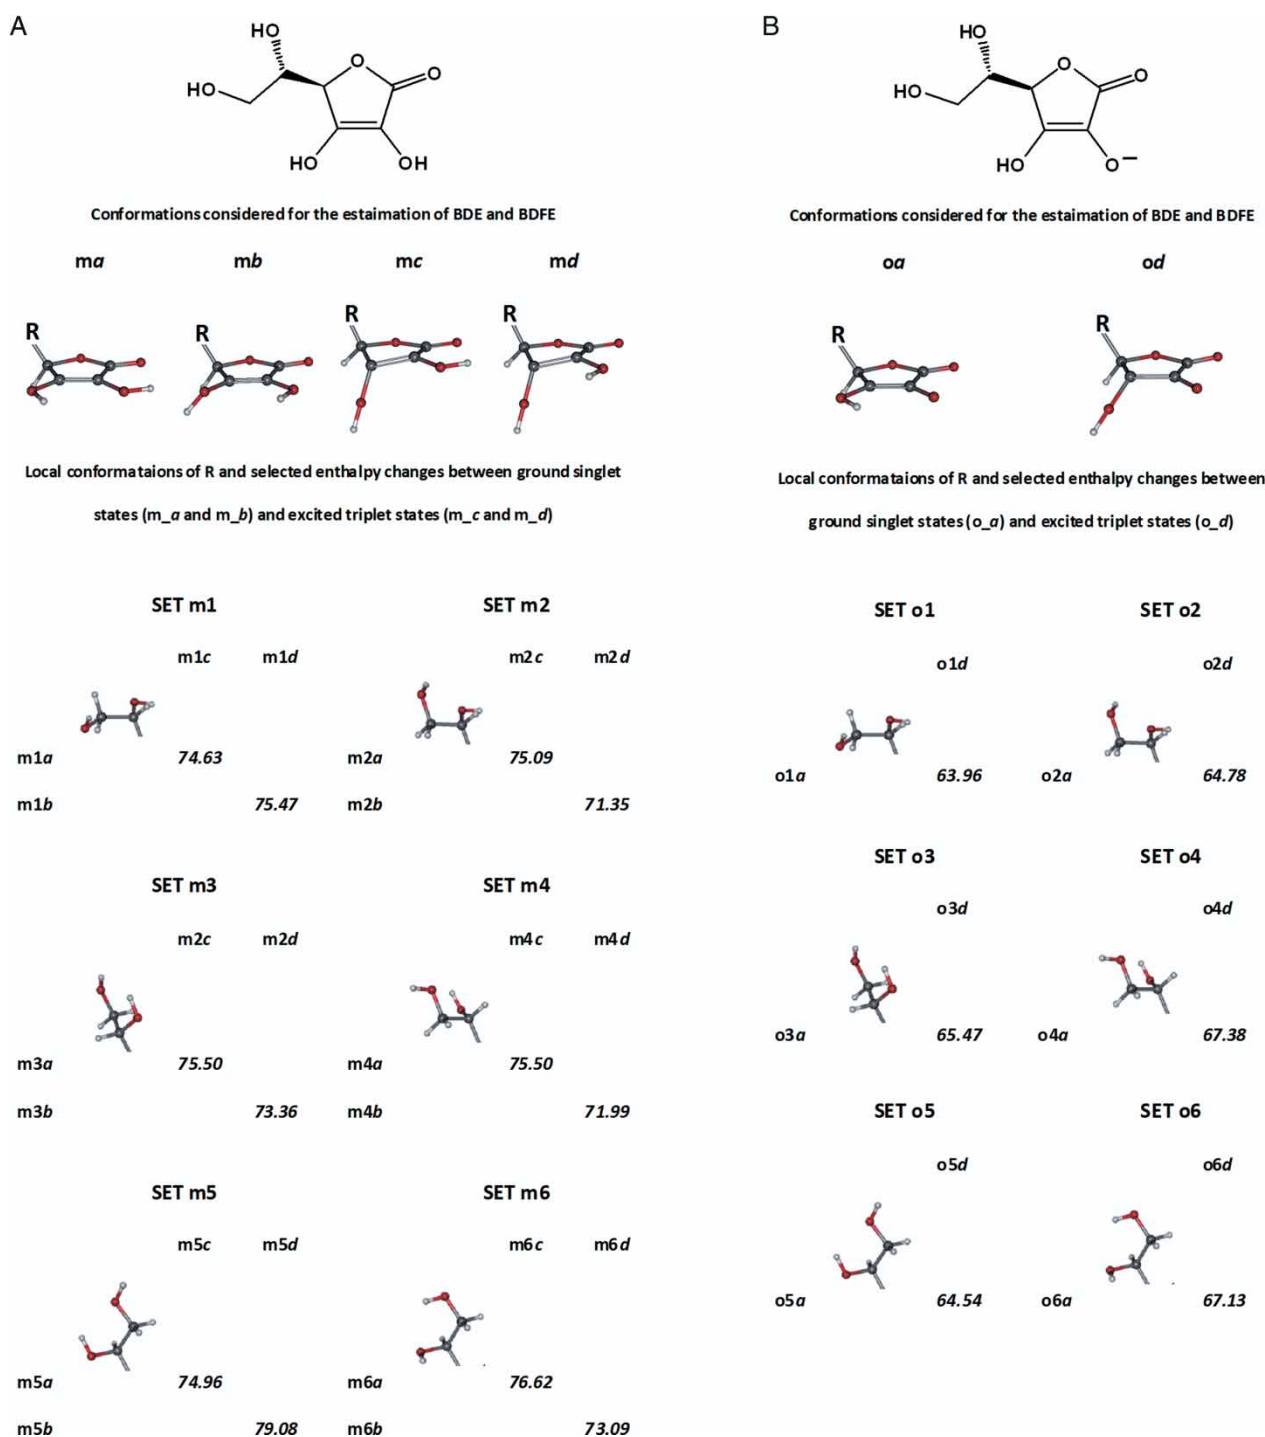 A
HO
O
O
HO
HO
OH
Conformations considered for the estaimation of BDE and BDFE
ma mb mc md
R R R R
Local conformataions of R and selected enthalpy changes between ground singlet
states (m_a and m_b) and excited triplet states (m_c and m_d)
SET m1 SET m2
m1c m1d m2c m2d
m1a 74.63 m2a 75.09
m1b 75.47 m2b 71.35
SET m3 SET m4
m2c m2d m4c m4d
m3a 75.50 m4a 75.50
m3b 73.36 m4b 71.99
SET m5 SET m6
m5c m5d m6c m6d
m5a 74.96 m6a 76.62
m5b 79.08 m6b 73.09
B
HO
O
O
HO
HO
O−
Conformations considered for the estaimation of BDE and BDFE
oa od
R R
Local conformataions of R and selected enthalpy changes between
ground singlet states (o_a) and excited triplet states (o_d)
SET o1 SET o2
o1d o2d
o1a 63.96 o2a 64.78
SET o3 SET o4
o3d o4d
o3a 65.47 o4a 67.38
SET o5 SET o6
o5d o6d
o5a 64.54 o6a 67.13